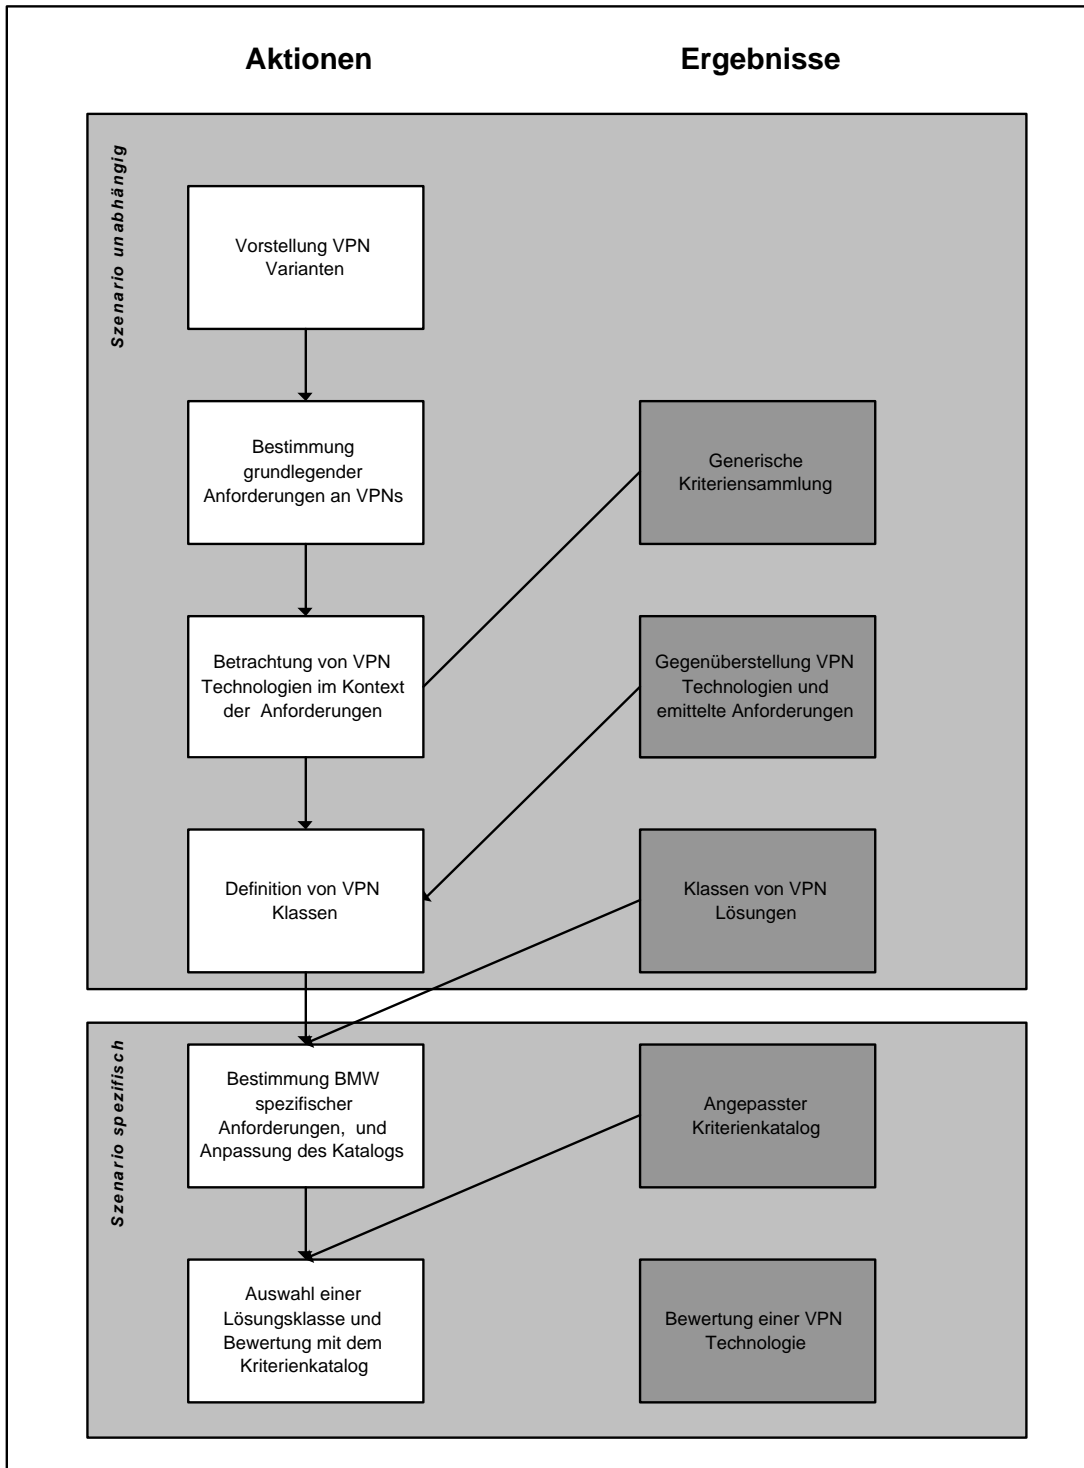 Aktionen
Ergebnisse
Szenario unabhängig
Vorstellung VPN
Varianten
Bestimmung
grundlegender
Anforderungen an VPNs
Generische
Kriteriensammlung
Betrachtung von VPN
Technologien im Kontext
der Anforderungen
Gegenüberstellung VPN
Technologien und
emittelte Anforderungen
Definition von VPN
Klassen
Klassen von VPN
Lösungen
Szenario spezifisch
Bestimmung BMW
spezifischer
Anforderungen, und
Anpassung des Katalogs
Angepasster
Kriterienkatalog
Auswahl einer
Lösungsklasse und
Bewertung mit dem
Kriterienkatalog
Bewertung einer VPN
Technologie